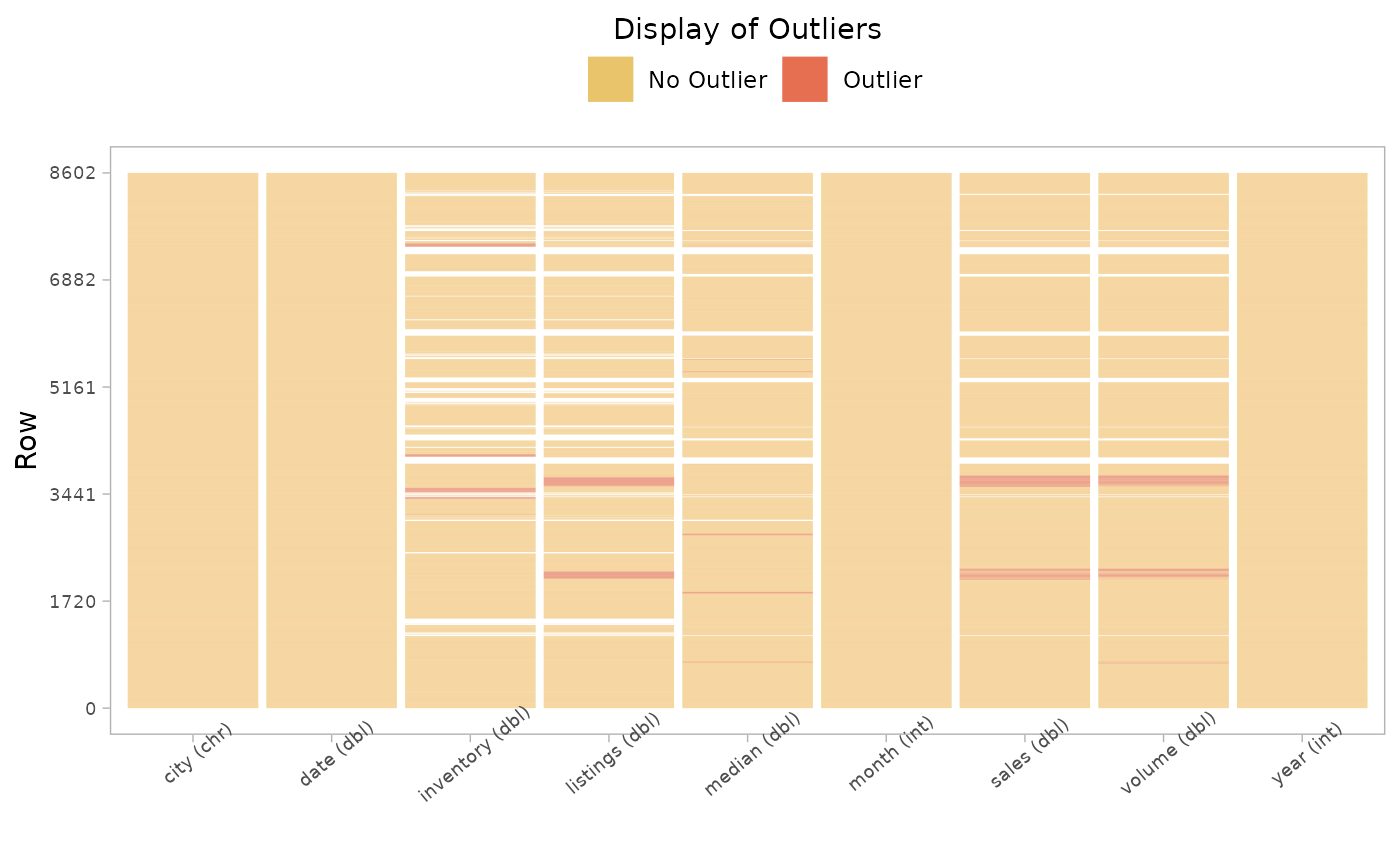 Display of Outliers
No Outlier Outlier
8602
6882
5161
3441
1720
0
Row
city (chr)
date (dbl)
inventory (dbl)
listings (dbl)
median (dbl)
month (int)
sales (dbl)
volume (dbl)
year (int)